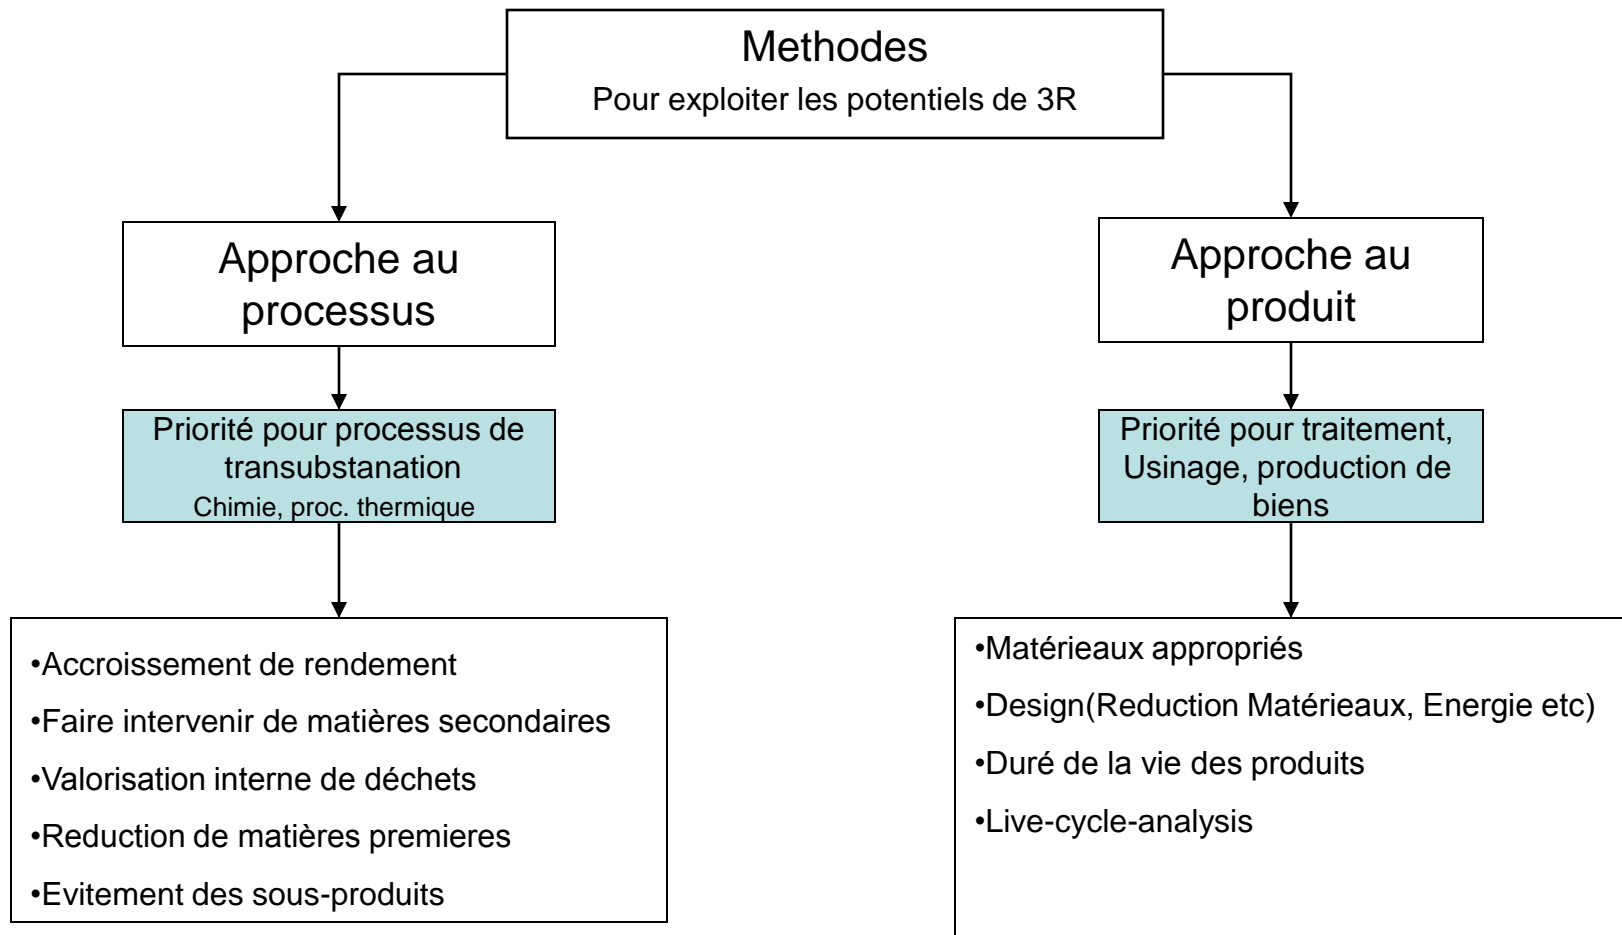 Methodes
Pour exploiter les potentiels de 3R
Approche au
processus
Priorité pour processus de
transubstanation
Chimie, proc. thermique
•Accroissement de rendement
•Faire intervenir de matières secondaires
•Valorisation interne de déchets
•Reduction de matières premieres
•Evitement des sous-produits
Approche au
produit
Priorité pour traitement,
Usinage, production de
biens
•Matérieaux appropriés
•Design(Reduction Matérieaux, Energie etc)
•Duré de la vie des produits
•Live-cycle-analysis